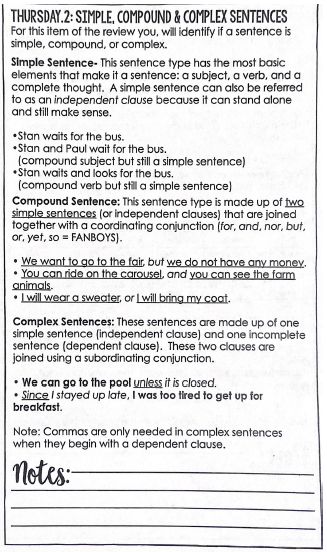 THURSDAY.2: SIMPLE, COMPOUND & COMPLEX SENTENCES
For this item of the review you, will identify if a sentence is
simple, compound, or complex.
Simple Sentence- This sentence type has the most basic
elements that make it a sentence: a subject, a verb, and a
complete thought. A simple sentence can also be referred
to as an independent clause because it can stand alone
and still make sense.
•Stan waits for the bus.
•Stan and Paul wait for the bus.
(compound subject but still a simple sentence)
•Stan waits and looks for the bus.
(compound verb but still a simple sentence)
Compound Sentence: This sentence type is made up of two
simple sentences (or independent clauses) that are joined
together with a coordinating conjunction (for, and, nor, but,
or, yet, so = FANBOYS).
• We want to go to the fair, but we do not have any money.
• You can ride on the carousel, and you can see the farm
animals.
• I will wear a sweater, or I will bring my coat.
Complex Sentences: These sentences are made up of one
simple sentence (independent clause) and one incomplete
sentence (dependent clause). These two clauses are
joined using a subordinating conjunction.
• We can go to the pool unless it is closed.
• Since I stayed up late, I was too tired to get up for
breakfast.
Note: Commas are only needed in complex sentences
when they begin with a dependent clause.
Notes: